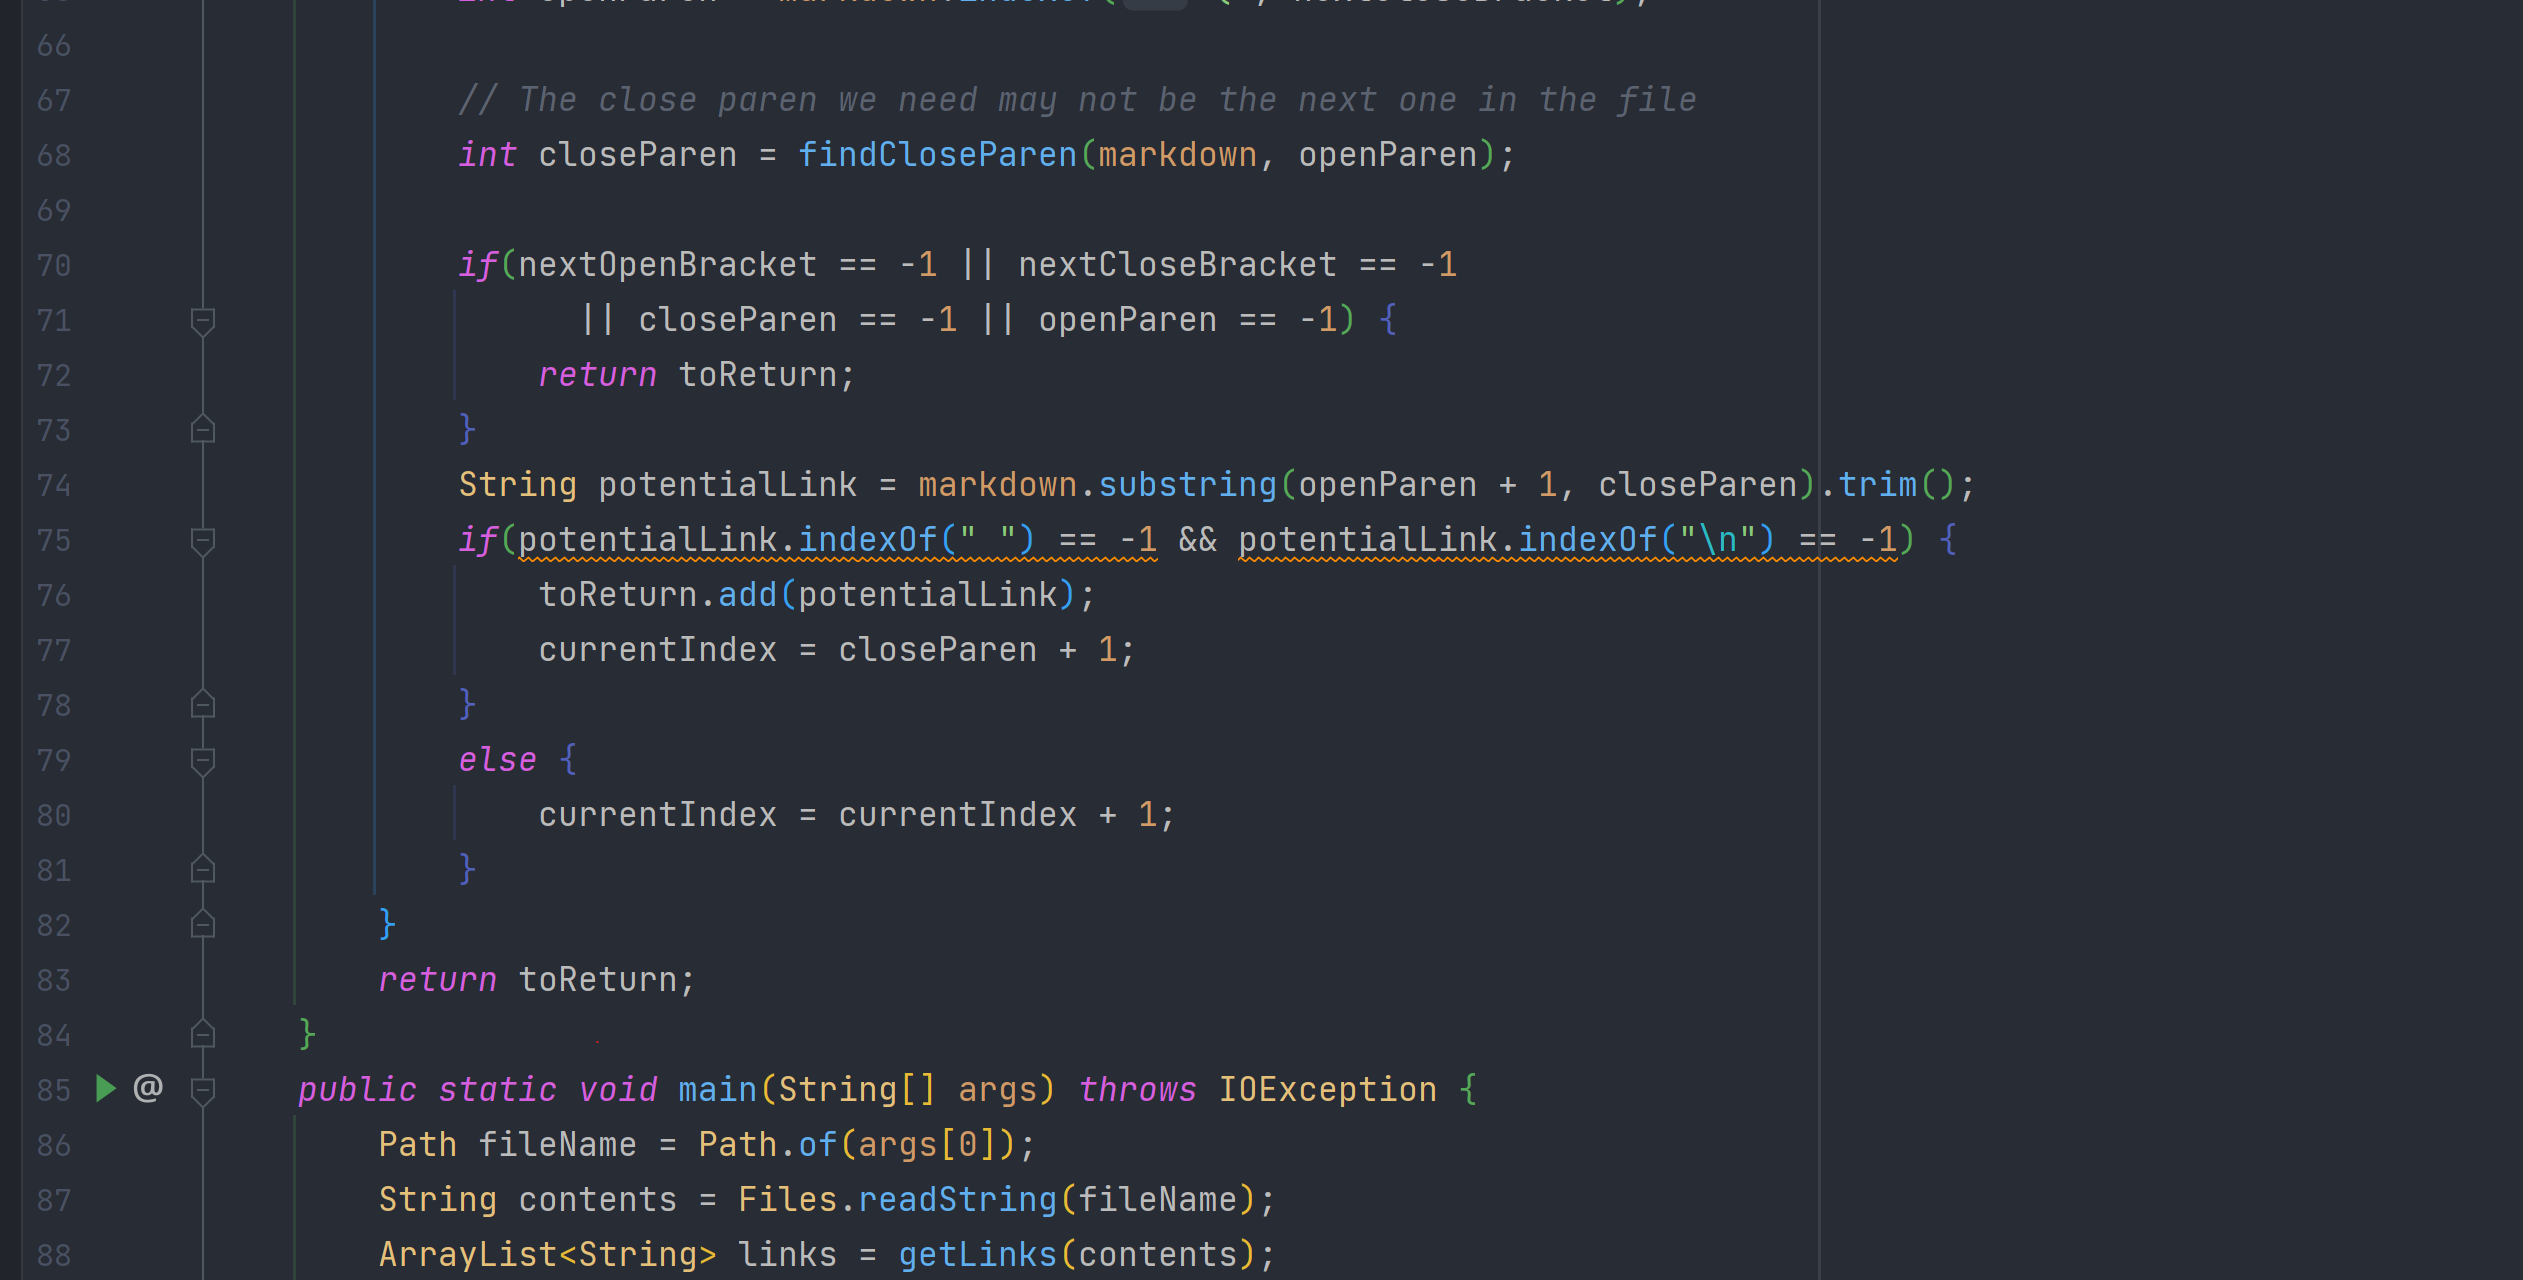 66
67 // The close paren we need may not be the next one in the file
68 int closeParen = findCloseParen(markdown, openParen);
69
70 if(nextOpenBracket == -1 || nextCloseBracket == -1
71 || closeParen == -1 || openParen == -1) {
72 return toReturn;
73 }
74 String potentialLink = markdown.substring(openParen + 1, closeParen).trim();
75 if(potentialLink.indexOf(" ") == -1 && potentialLink.indexOf("\n") == -1) {
76 toReturn.add(potentialLink);
77 currentIndex = closeParen + 1;
78 }
79 else {
80 currentIndex = currentIndex + 1;
81 }
82 }
83 return toReturn;
84 }
85 @ public static void main(String[] args) throws IOException {
86 Path fileName = Path.of(args[0]);
87 String contents = Files.readString(fileName);
88 ArrayList<String> links = getLinks(contents);